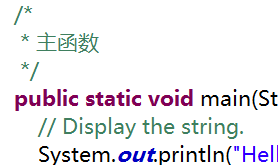 /*
* 主函数
*/
public static void main(St
// Display the string.
System.out.println("Hell